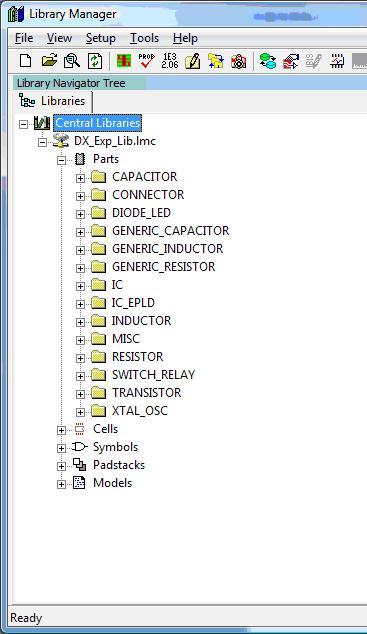 Library Manager
File View Setup Tools Help
PROP 1E3 2.06
Library Navigator Tree
Libraries
Central Libraries
DX_Exp_Lib.lmc
Parts
CAPACITOR
CONNECTOR
DIODE_LED
GENERIC_CAPACITOR
GENERIC_INDUCTOR
GENERIC_RESISTOR
IC
IC_EPLD
INDUCTOR
MISC
RESISTOR
SWITCH_RELAY
TRANSISTOR
XTAL_OSC
Cells
Symbols
Padstacks
Models
Ready